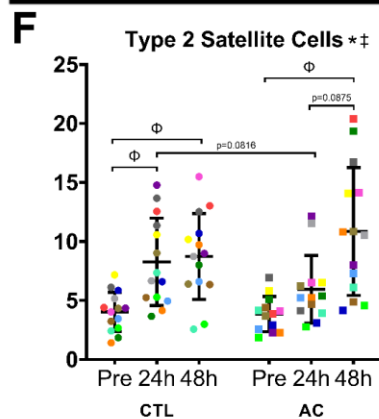 F
Type 2 Satellite Cells *‡
25
20
15
10
5
0
Φ
Φ
Φ
p=0.0875
p=0.0816
Pre 24h 48h Pre 24h 48h
CTL AC